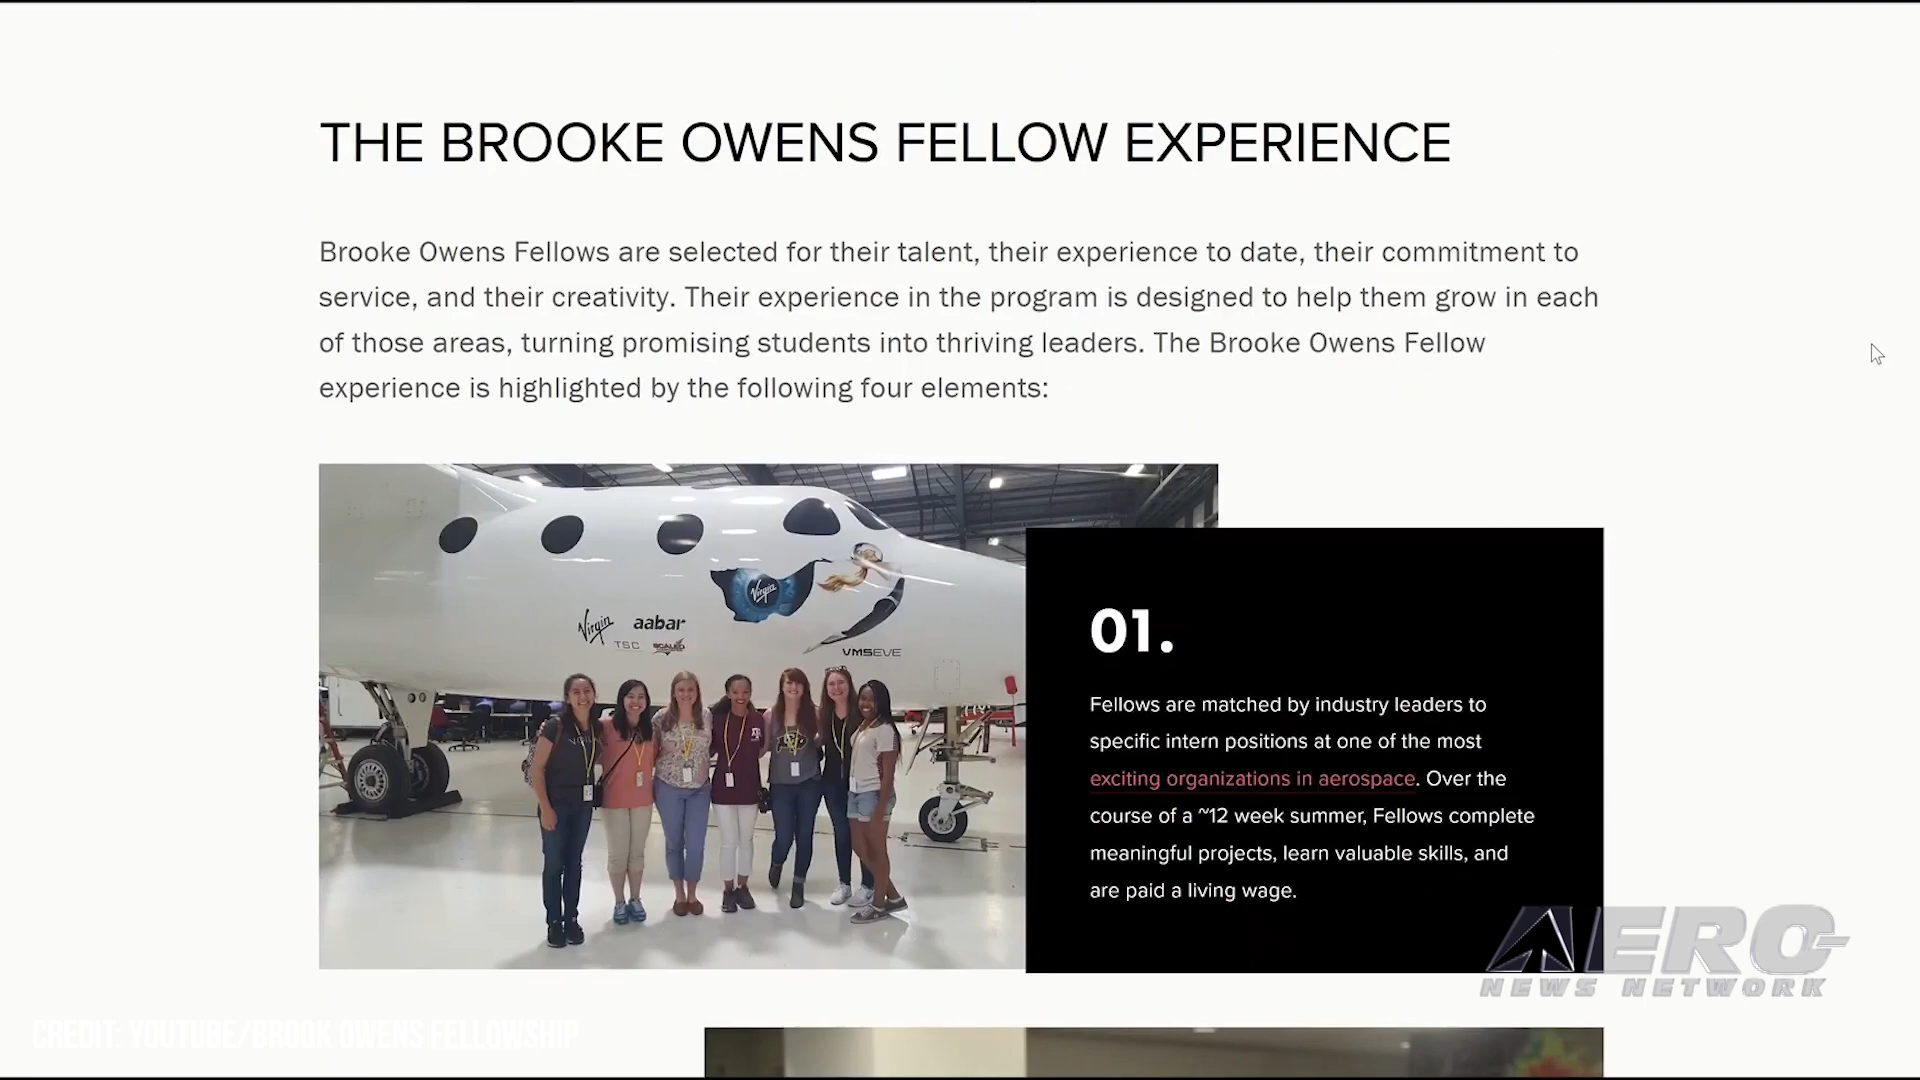 THE BROOKE OWENS FELLOW EXPERIENCE
Brooke Owens Fellows are selected for their talent, their experience to date, their commitment to
service, and their creativity. Their experience in the program is designed to help them grow in each
of those areas, turning promising students into thriving leaders. The Brooke Owens Fellow
experience is highlighted by the following four elements:
Virgin
Virgin
aabar
TSC
SCALED
VMSEVE
01.
Fellows are matched by industry leaders to
specific intern positions at one of the most
exciting organizations in aerospace. Over the
course of a ~12 week summer, Fellows complete
meaningful projects, learn valuable skills, and
are paid a living wage.
AERO-
NEWS NETWORK
CREDIT: YOUTUBE/BROOK OWENS FELLOWSHIP